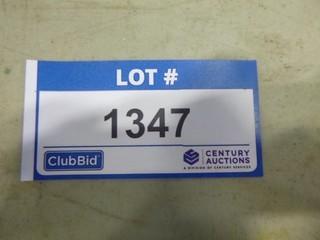 LOT #
1347
ClubBid
CENTURY
AUCTIONS
A DIVISION OF CENTURY SERVICES